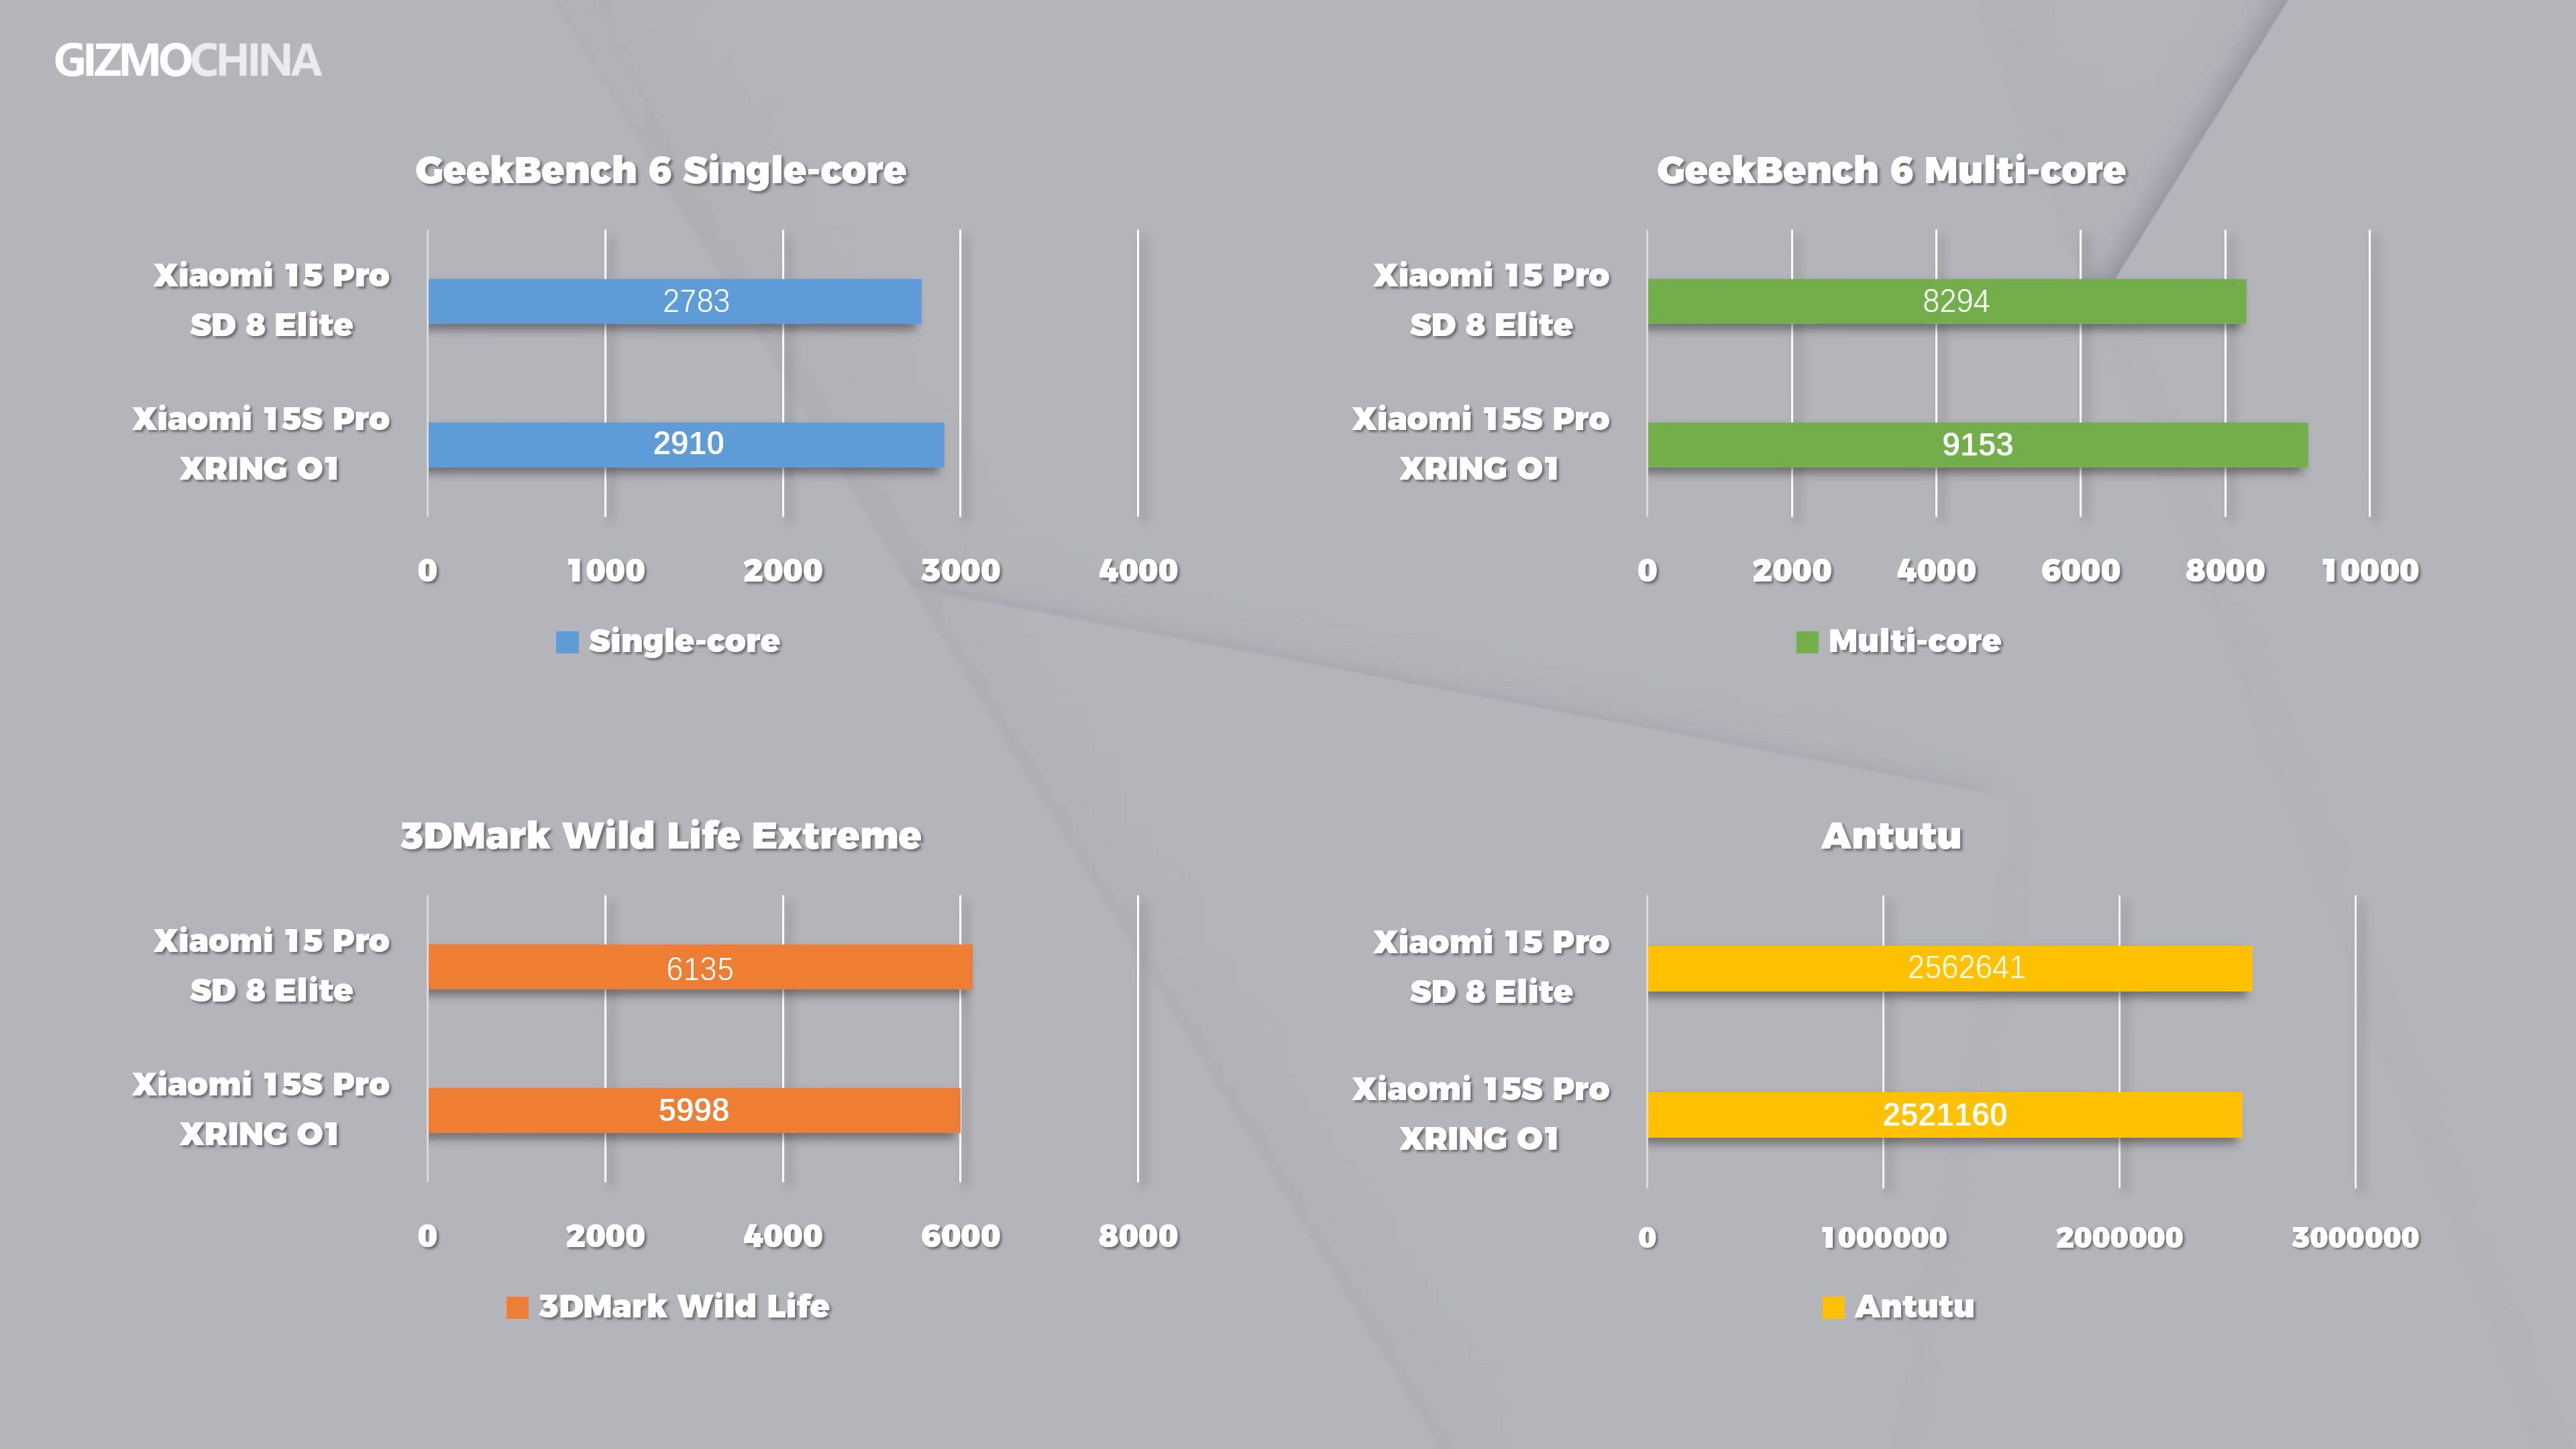 GIZMOCHINA
GeekBench 6 Single-core
Xiaomi 15 Pro
SD 8 Elite
2783
Xiaomi 15S Pro
XRING O1
2910
0 1000 2000 3000 4000
Single-core
GeekBench 6 Multi-core
Xiaomi 15 Pro
SD 8 Elite
8294
Xiaomi 15S Pro
XRING O1
9153
0 2000 4000 6000 8000 10000
Multi-core
3DMark Wild Life Extreme
Xiaomi 15 Pro
SD 8 Elite
6135
Xiaomi 15S Pro
XRING O1
5998
0 2000 4000 6000 8000
3DMark Wild Life
Antutu
Xiaomi 15 Pro
SD 8 Elite
2562641
Xiaomi 15S Pro
XRING O1
2521160
0 1000000 2000000 3000000
Antutu